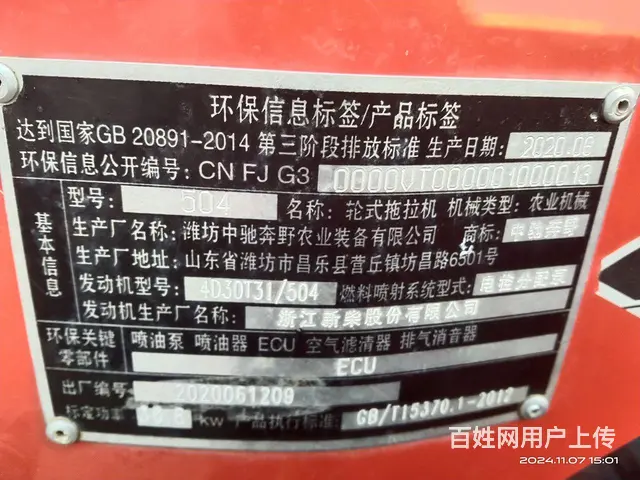 环保信息标签/产品标签
达到国家GB 20891-2014 第三阶段排放标准 生产日期: 2020.06
环保信息公开编号: CN FJ G3
基本信息
型号: 504 名称: 轮式拖拉机 机械类型: 农业机械
生产厂名称: 潍坊中驰奔野农业装备有限公司 商标: 中驰奔野
生产厂地址: 山东省潍坊市昌乐县营丘镇坊昌路6501号
发动机型号: 4D30T31/504 燃料喷射系统型式: 电控分配泵
生产厂名称: 浙江新柴股份有限公司
环保关键零部件
喷油泵 喷油器 ECU 空气滤清器 排气消音器
ECU
出厂编号 2020061209
标定功率 kw 产品执行标准: GB/T15370.1-2012
百姓网用户上传
2024.11.07 15:01